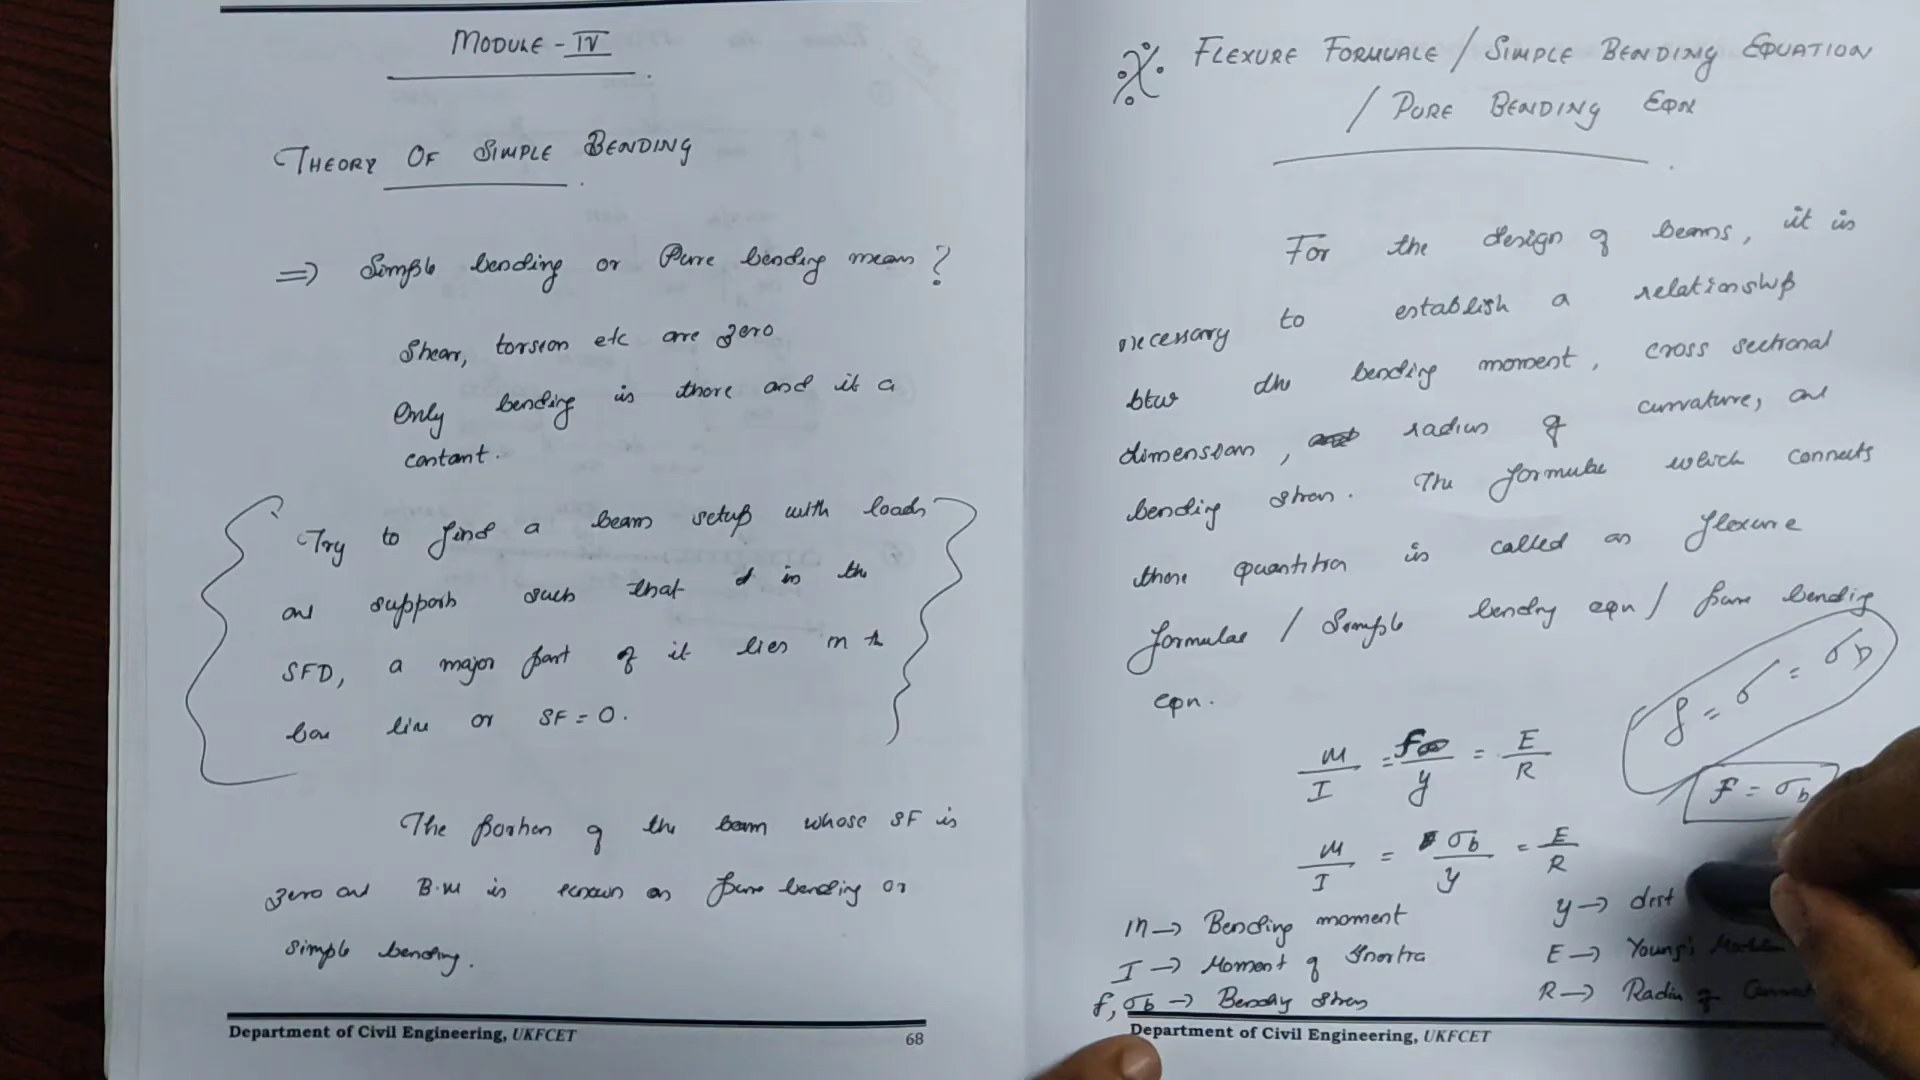 MODULE - IV
THEORY OF SIMPLE BENDING
=> Simple bending or Pure bending means?
Shear, torsion etc are zero
Only bending is there and it a
constant.
Try to find a beam setup with loads
and supports such that in the
SFD, a major part of it lies in th
base line or SF = 0.
The portion of the beam whose SF is
zero and B.M is known as pure bending or
simple bending.
Department of Civil Engineering, UKFCET
68
FLEXURE FORMUALE / SIMPLE BENDING EQUATION
/ PURE BENDING EQN
For the design of beams, it is
necessary to establish a relationship
btw the bending moment, cross sectional
dimension, radius of curvature, and
bending stress. The formulae which connects
these quantities is called as flexure
formulae / Simple bending eqn / pure bending
eqn.
f = σ = σb
M/I = f/y = E/R
F = σb
M/I = σb/y = E/R
M → Bending moment
I → Moment of Inertia
f, σb → Bending stress
y → dist
E → Young's
R → Radius of
Department of Civil Engineering, UKFCET